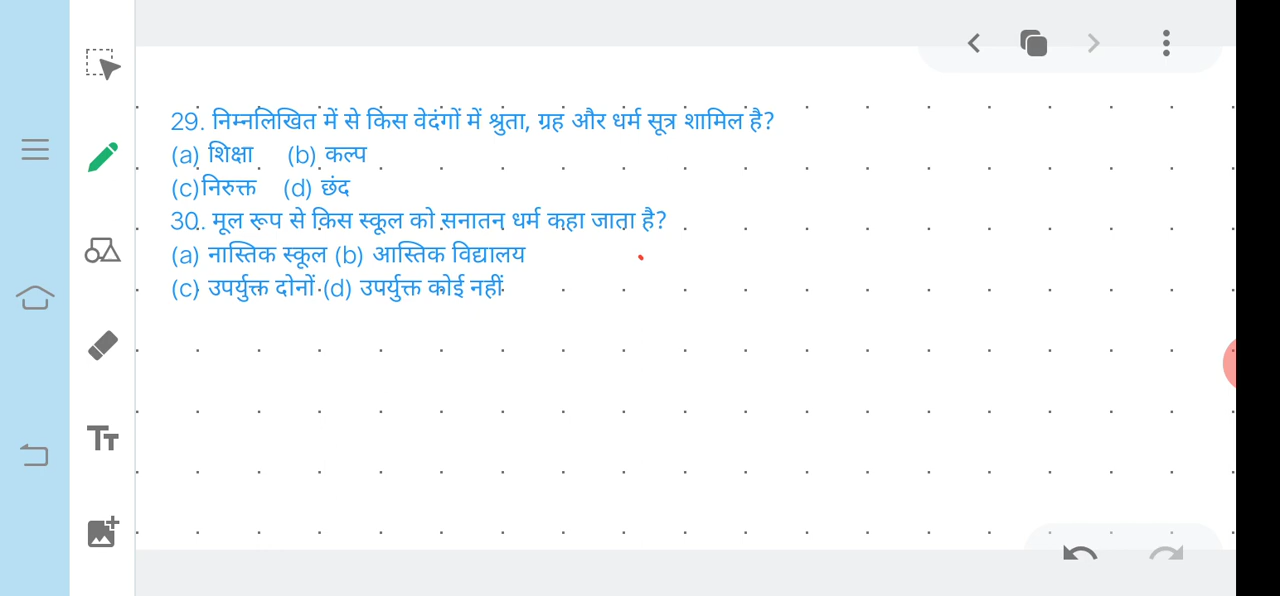 29. निम्नलिखित में से किस वेदंगों में श्रुता, ग्रह और धर्म सूत्र शामिल है?
(a) शिक्षा (b) कल्प
(c)निरुक्त (d) छंद
30. मूल रूप से किस स्कूल को सनातन धर्म कहा जाता है?
(a) नास्तिक स्कूल (b) आस्तिक विद्यालय
(c) उपर्युक्त दोनों (d) उपर्युक्त कोई नहीं